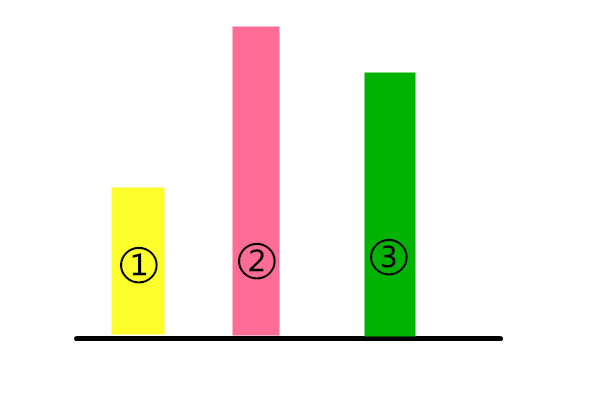 ① ② ③